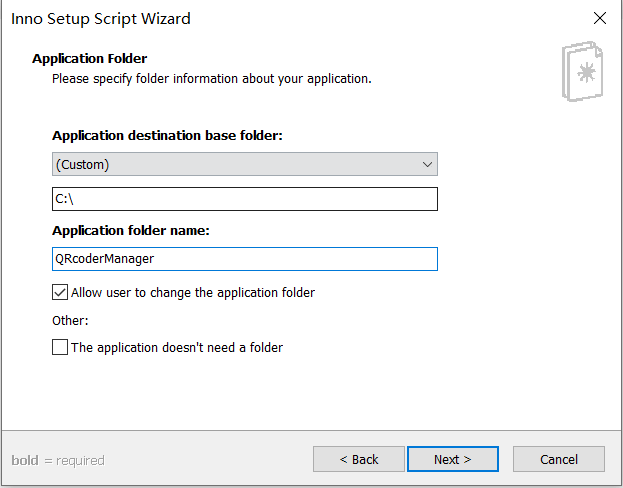 Inno Setup Script Wizard
Application Folder
Please specify folder information about your application.
Application destination base folder:
(Custom)
C:\
Application folder name:
QRcoderManager
Allow user to change the application folder
Other:
The application doesn't need a folder
bold = required
< Back
Next >
Cancel